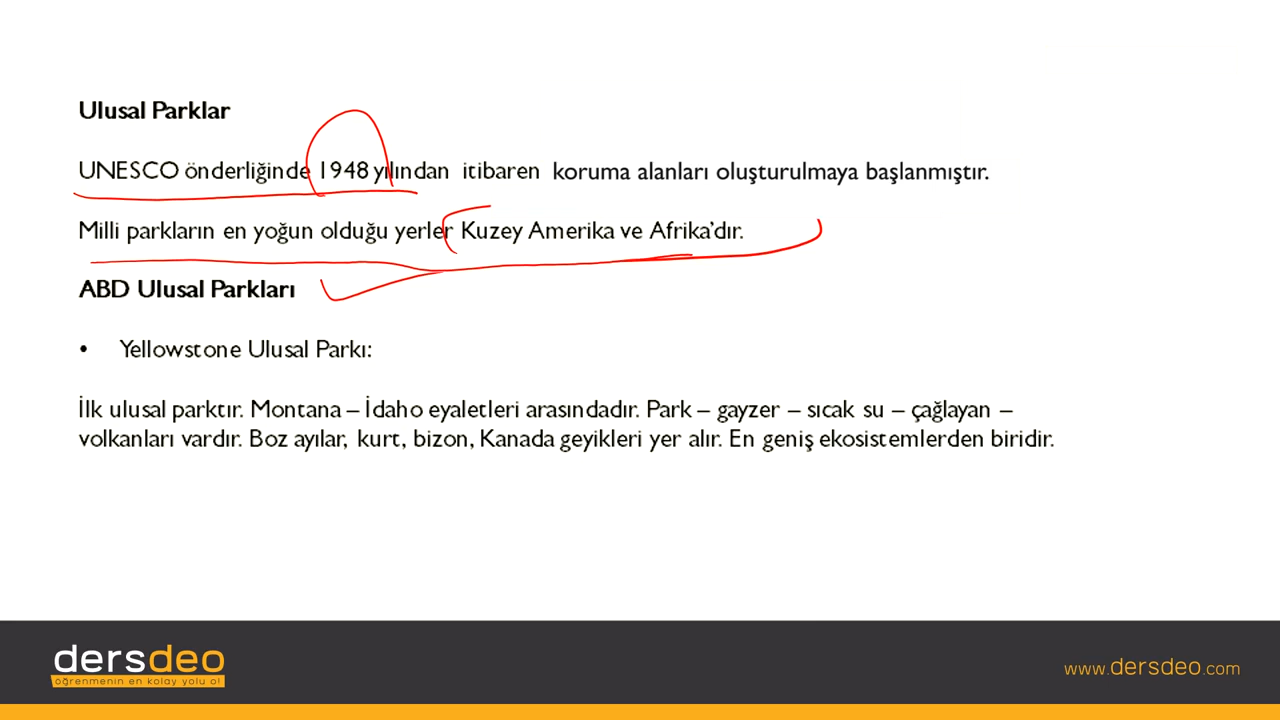 Ulusal Parklar
UNESCO önderliğinde 1948 yılından itibaren koruma alanları oluşturulmaya başlanmıştır.
Milli parkların en yoğun olduğu yerler Kuzey Amerika ve Afrika'dır.
ABD Ulusal Parkları
• Yellowstone Ulusal Parkı:
İlk ulusal parktır. Montana – İdaho eyaletleri arasındadır. Park – gayzer – sıcak su – çağlayan –
volkanları vardır. Boz ayılar, kurt, bizon, Kanada geyikleri yer alır. En geniş ekosistemlerden biridir.
dersdeo
öğrenmenin en kolay yolu o!
www.dersdeo.com